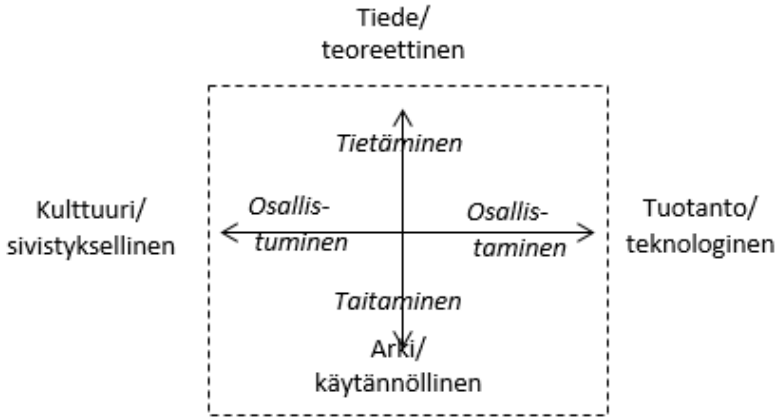 Tiede/
teoreettinen
Tietäminen
Kulttuuri/
sivistyksellinen
Osallis-
tuminen
Osallis-
taminen
Tuotanto/
teknologinen
Taitaminen
Arki/
käytännöllinen